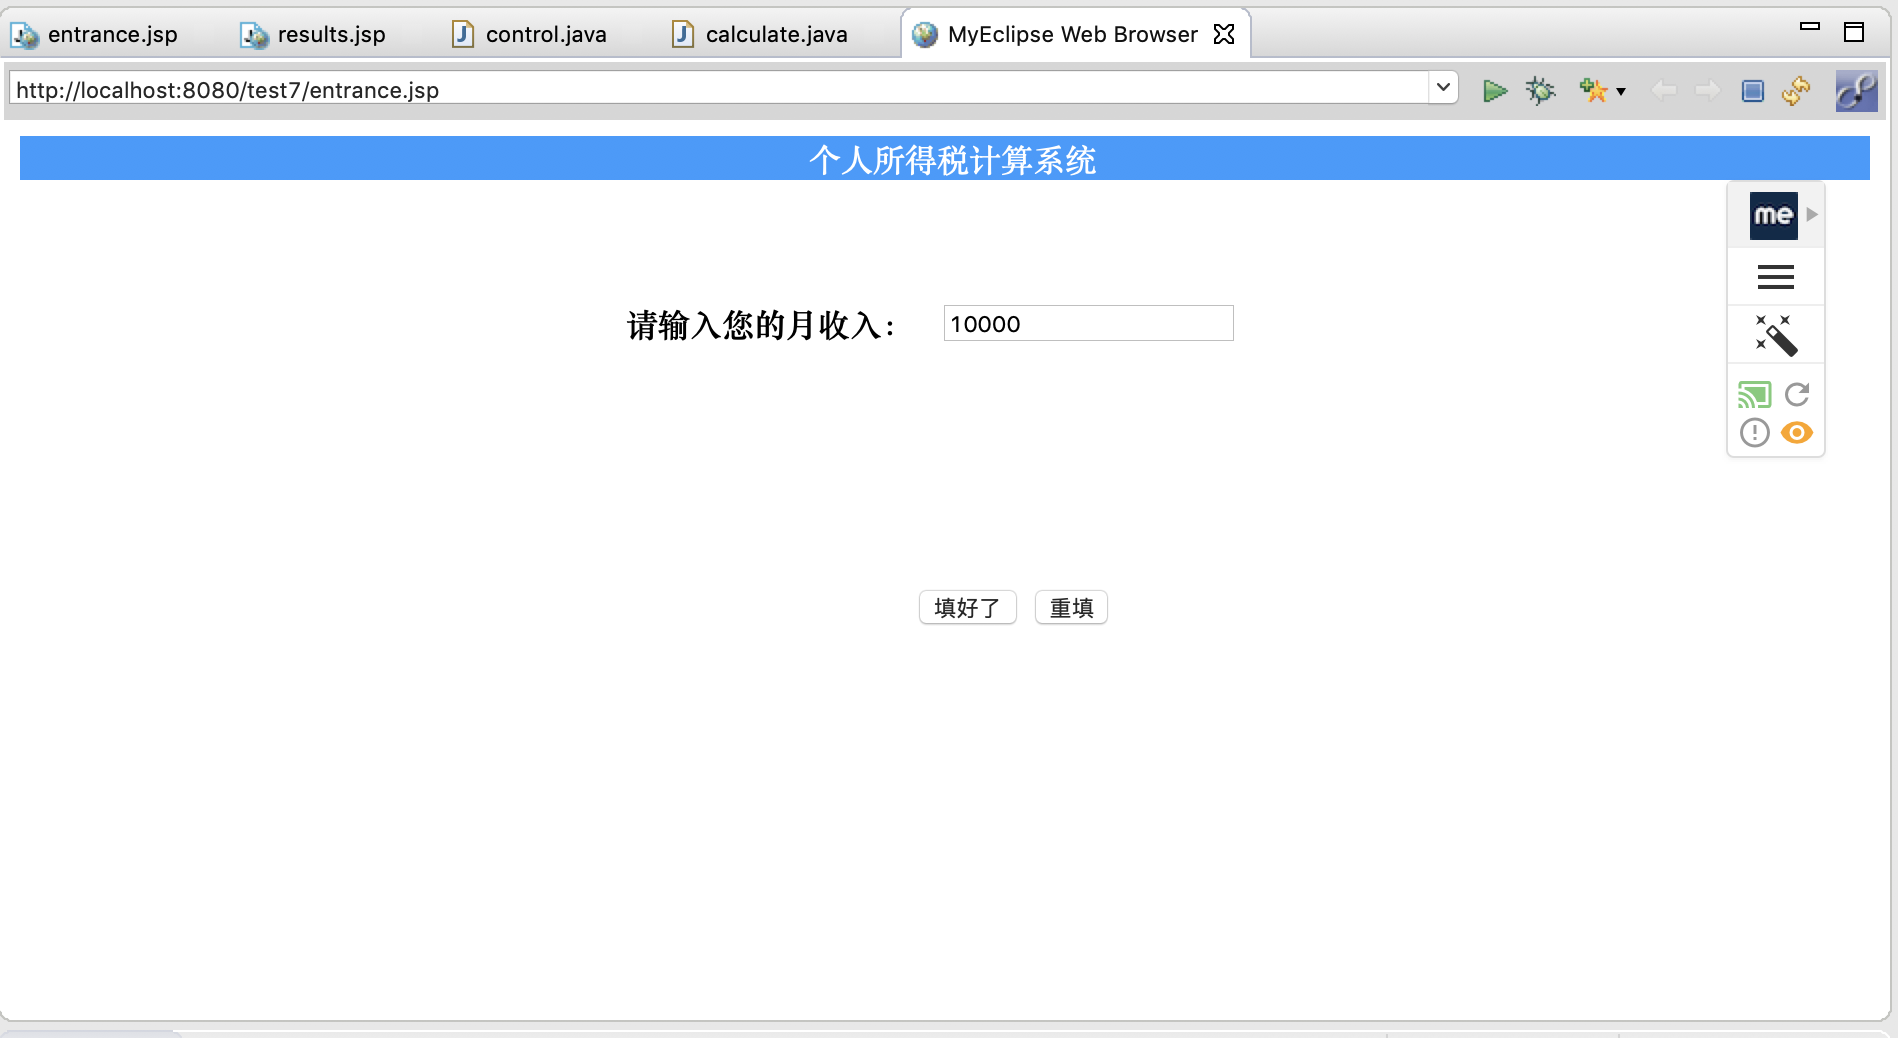 entrance.jsp results.jsp control.java calculate.java MyEclipse Web Browser
http://localhost:8080/test7/entrance.jsp
个人所得税计算系统
me
请输入您的月收入： 10000
填好了 重填